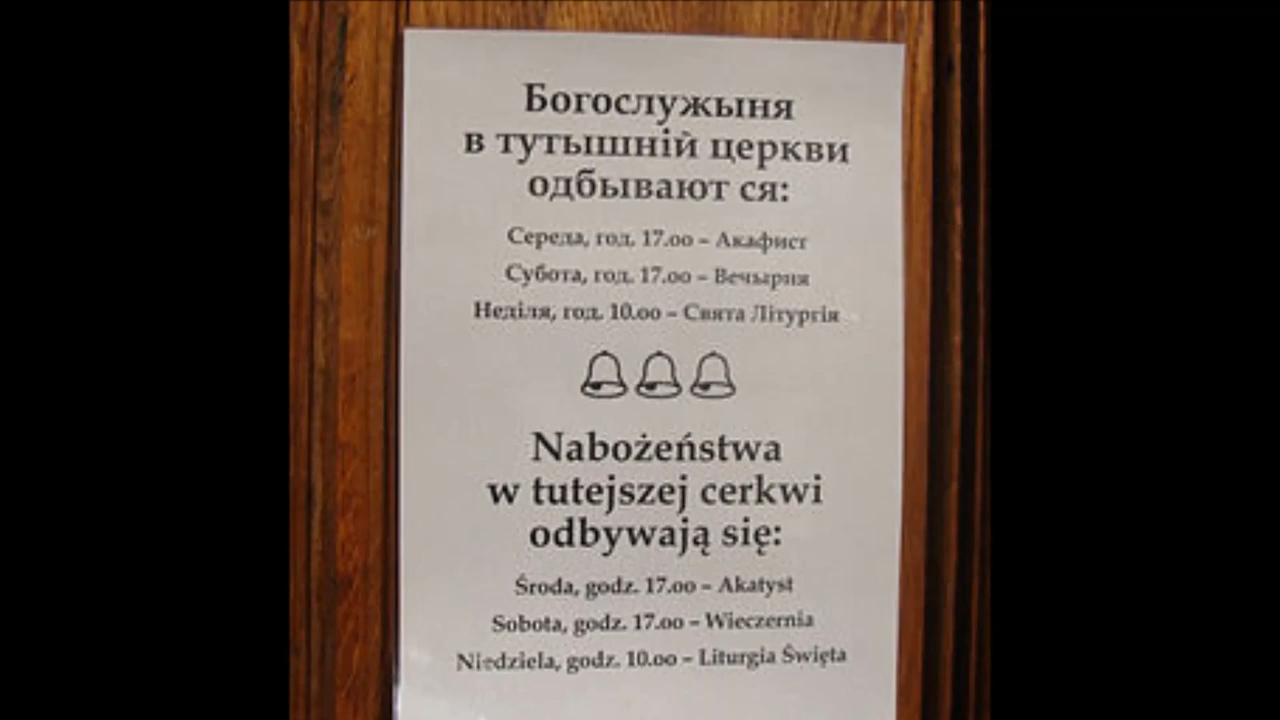 Богослужыня
в тутышній церкви
одбывают ся:
Середа, год. 17.00 – Акафист
Субота, год. 17.00 – Вечырня
Неділя, год. 10.00 – Свята Літургія
Nabożeństwa
w tutejszej cerkwi
odbywają się:
Środa, godz. 17.00 – Akatyst
Sobota, godz. 17.00 – Wieczernia
Niedziela, godz. 10.00 – Liturgia Święta